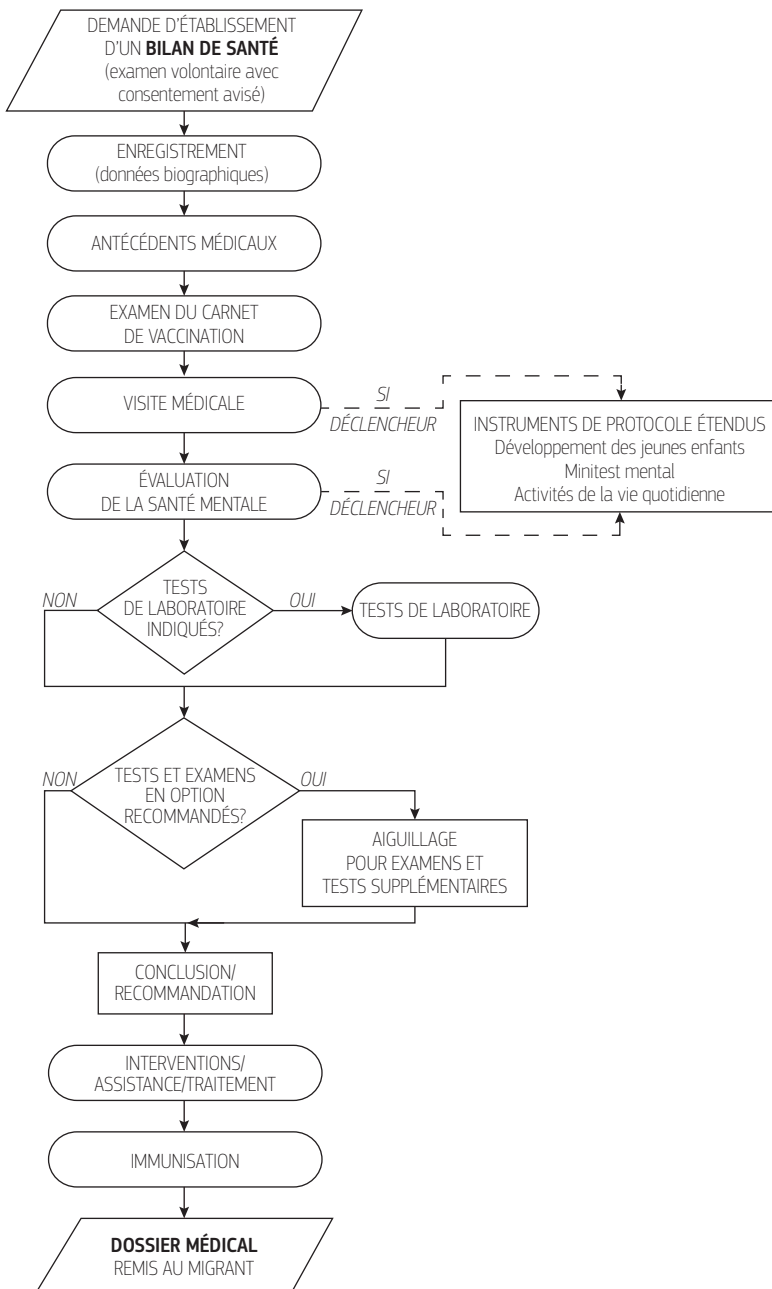 DEMANDE D’ÉTABLISSEMENT
D’UN BILAN DE SANTÉ
(examen volontaire avec
consentement avisé)
ENREGISTREMENT
(données biographiques)
ANTÉCÉDENTS MÉDICAUX
EXAMEN DU CARNET
DE VACCINATION
VISITE MÉDICALE
SI
DÉCLENCHEUR
INSTRUMENTS DE PROTOCOLE ÉTENDUS
Développement des jeunes enfants
Minitest mental
Activités de la vie quotidienne
ÉVALUATION
DE LA SANTÉ MENTALE
SI
DÉCLENCHEUR
TESTS
DE LABORATOIRE
INDIQUÉS?
NON
OUI
TESTS DE LABORATOIRE
TESTS ET EXAMENS
EN OPTION
RECOMMANDÉS?
NON
OUI
AIGUILLAGE
POUR EXAMENS ET
TESTS SUPPLÉMENTAIRES
CONCLUSION/
RECOMMANDATION
INTERVENTIONS/
ASSISTANCE/TRAITEMENT
IMMUNISATION
DOSSIER MÉDICAL
REMIS AU MIGRANT